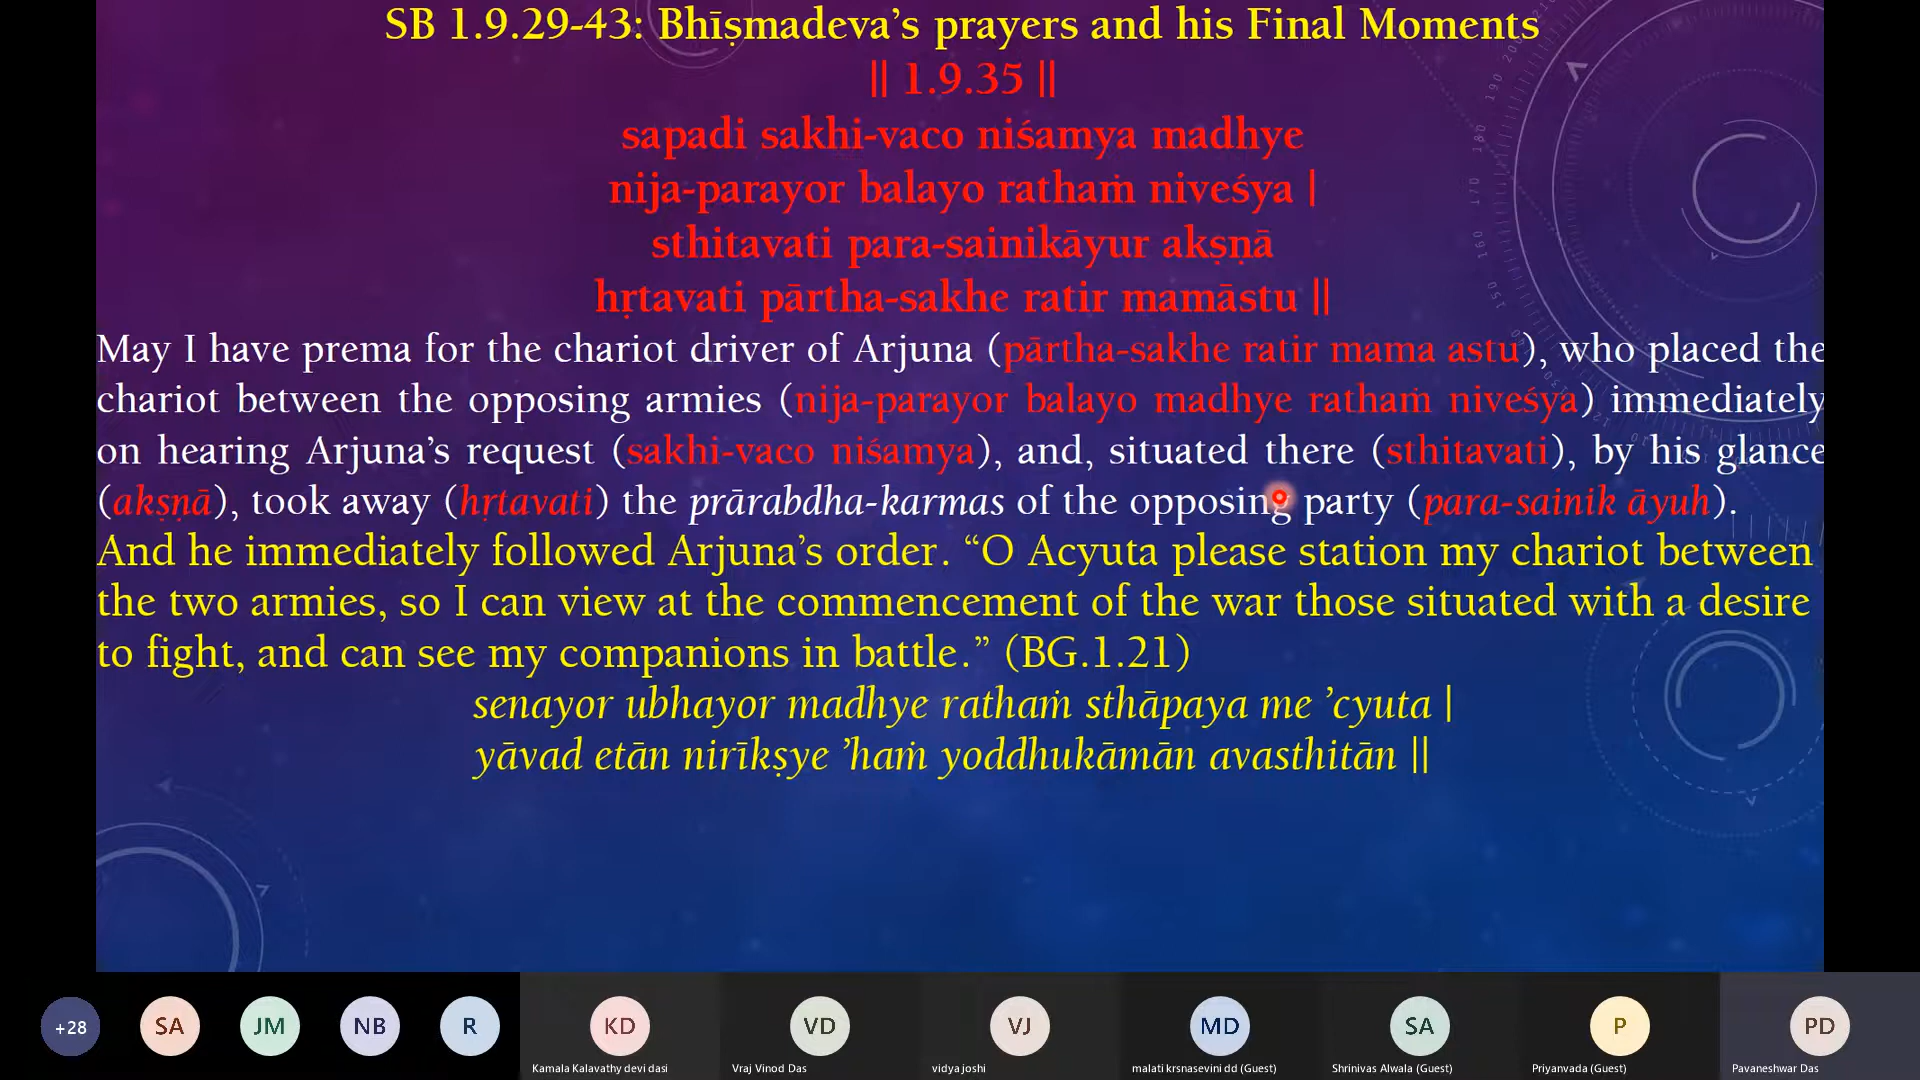 SB 1.9.29-43: Bhīṣmadeva’s prayers and his Final Moments
|| 1.9.35 ||
sapadi sakhi-vaco niśamya madhye
nija-parayor balayo rathaṁ niveśya |
sthitavati para-sainikāyur akṣṇā
hṛtavati pārtha-sakhe ratir mamāstu ||
May I have prema for the chariot driver of Arjuna (pārtha-sakhe ratir mama astu), who placed the
chariot between the opposing armies (nija-parayor balayo madhye rathaṁ niveśya) immediately
on hearing Arjuna’s request (sakhi-vaco niśamya), and, situated there (sthitavati), by his glance
(akṣṇā), took away (hṛtavati) the prārabdha-karmas of the opposing party (para-sainik āyuh).
And he immediately followed Arjuna’s order. “O Acyuta please station my chariot between
the two armies, so I can view at the commencement of the war those situated with a desire
to fight, and can see my companions in battle.” (BG.1.21)
senayor ubhayor madhye rathaṁ sthāpaya me ’cyuta |
yāvad etān nirīkṣye ’haṁ yoddhukāmān avasthitān ||
+28 SA JM NB R KD VD VJ MD SA P PD
Kamala Kalavathy devi dasi Vraj Vinod Das vidya joshi malati krsnasevini dd (Guest) Shrinivas Alwala (Guest) Priyanvada (Guest) Pavaneshwar Das